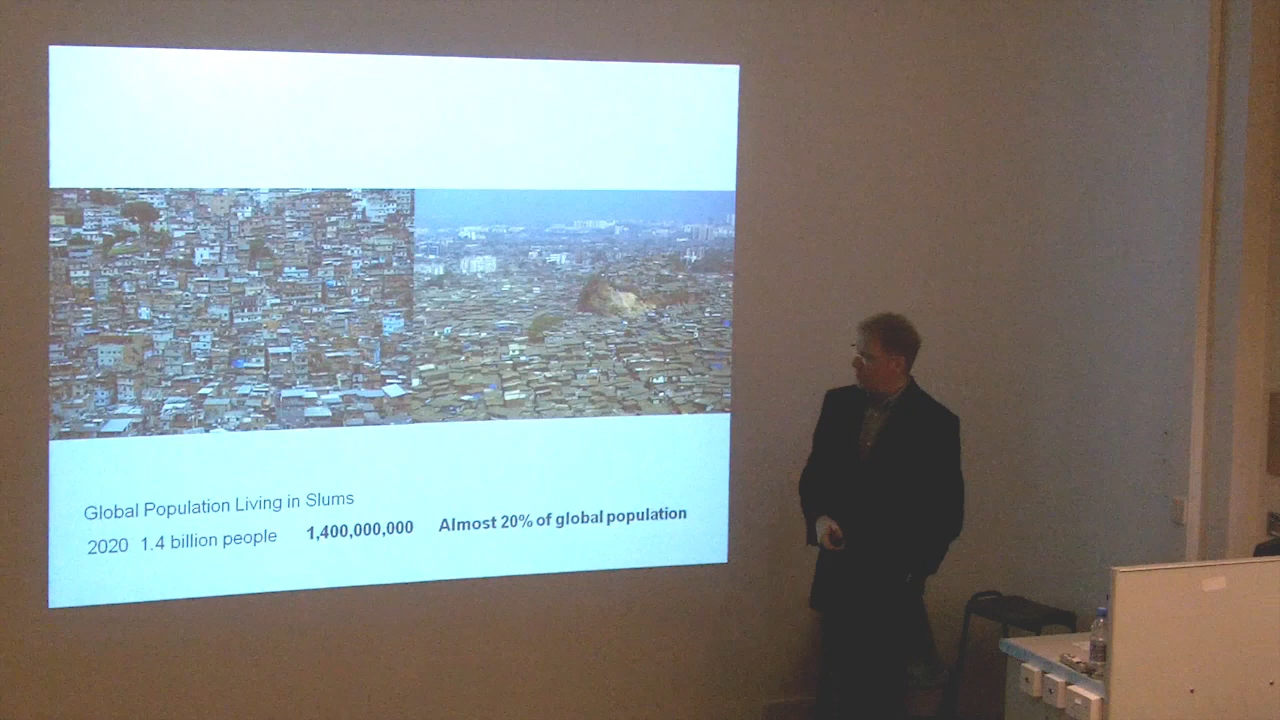 Global Population Living in Slums
2020 1.4 billion people 1,400,000,000 Almost 20% of global population